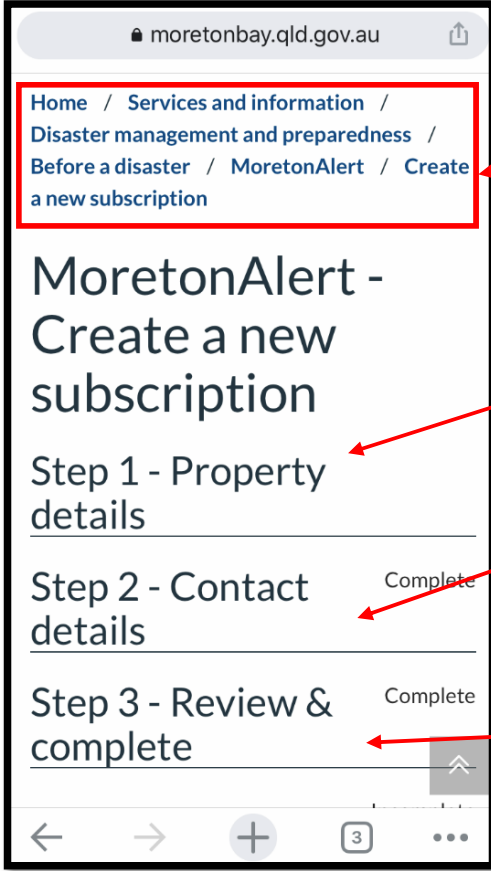 moretonbay.qld.gov.au
Home / Services and information /
Disaster management and preparedness /
Before a disaster / MoretonAlert / Create
a new subscription
MoretonAlert -
Create a new
subscription
Step 1 - Property
details
Step 2 - Contact Complete
details
Step 3 - Review & Complete
complete
3